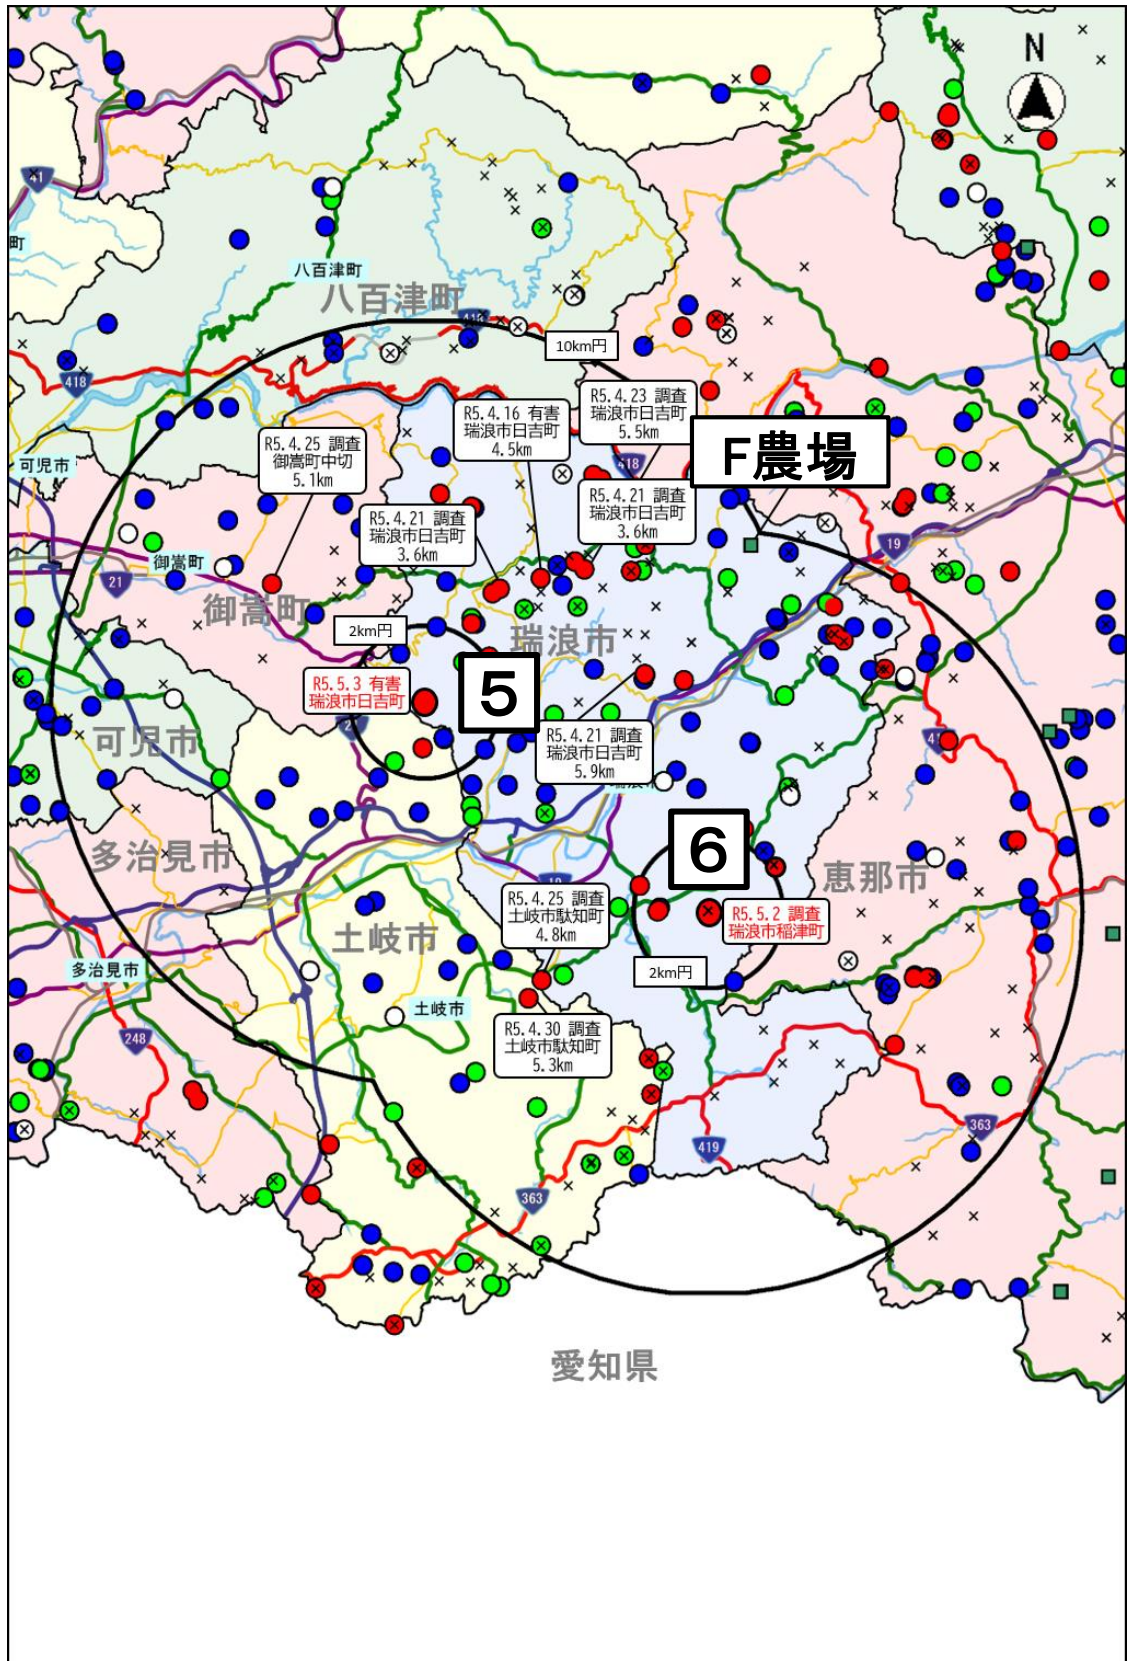 N
41
町
八百津町
八百津町
418
10km円
418
R5.4.23 調査
瑞浪市日吉町
5.5km
R5.4.16 有害
瑞浪市日吉町
4.5km
F農場
R5.4.25 調査
御嵩町中切
5.1km
可児市
418
R5.4.21 調査
瑞浪市日吉町
3.6km
R5.4.21 調査
瑞浪市日吉町
3.6km
19
御嵩町
21
御嵩町
2km円
瑞浪市
R5.5.3 有害
瑞浪市日吉町
5
可児市
R5.4.21 調査
瑞浪市日吉町
5.9km
多治見市
6
恵那市
19
R5.4.25 調査
土岐市駄知町
4.8km
R5.5.2 調査
瑞浪市稲津町
土岐市
多治見市
2km円
土岐市
248
R5.4.30 調査
土岐市駄知町
5.3km
363
419
363
愛知県